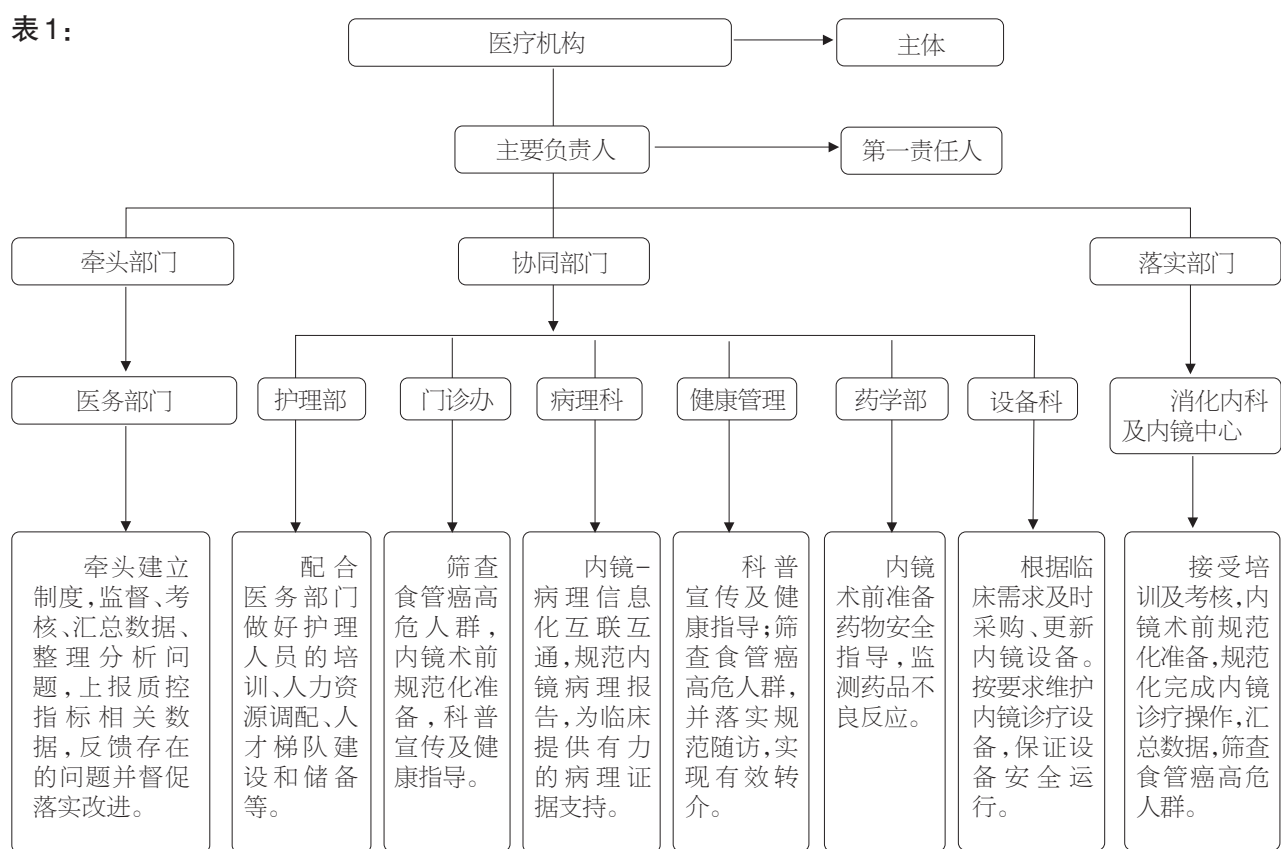 表1:
医疗机构
主体
主要负责人
第一责任人
牵头部门
协同部门
落实部门
医务部门
护理部
门诊办
病理科
健康管理
药学部
设备科
消化内科
及内镜中心
牵头建立
制度,监督、考
核、汇总数据、
整理分析问
题,上报质控
指标相关数
据,反馈存在
的问题并督促
落实改进。
配合
医务部门
做好护理
人员的培
训、人力资
源调配、人
才梯队建
设和储备
等。
筛查
食管癌高
危人群,
内镜术前
规范化准
备,科普
宣传及健
康指导。
内镜-
病理信息
化互联互
通,规范内
镜病理报
告,为临床
提供有力
的病理证
据支持。
科普
宣传及健
康指导;筛
查食管癌
高危人群,
并落实规
范随访,实
现有效转
介。
内镜
术前准备
药物安全
指导,监
测药品不
良反应。
根据临
床需求及时
采购、更新
内镜设备。
按要求维护
内镜诊疗设
备,保证设
备安全运
行。
接受培
训及考核,内
镜术前规范
化准备,规范
化完成内镜
诊疗操作,汇
总数据,筛查
食管癌高危
人群。